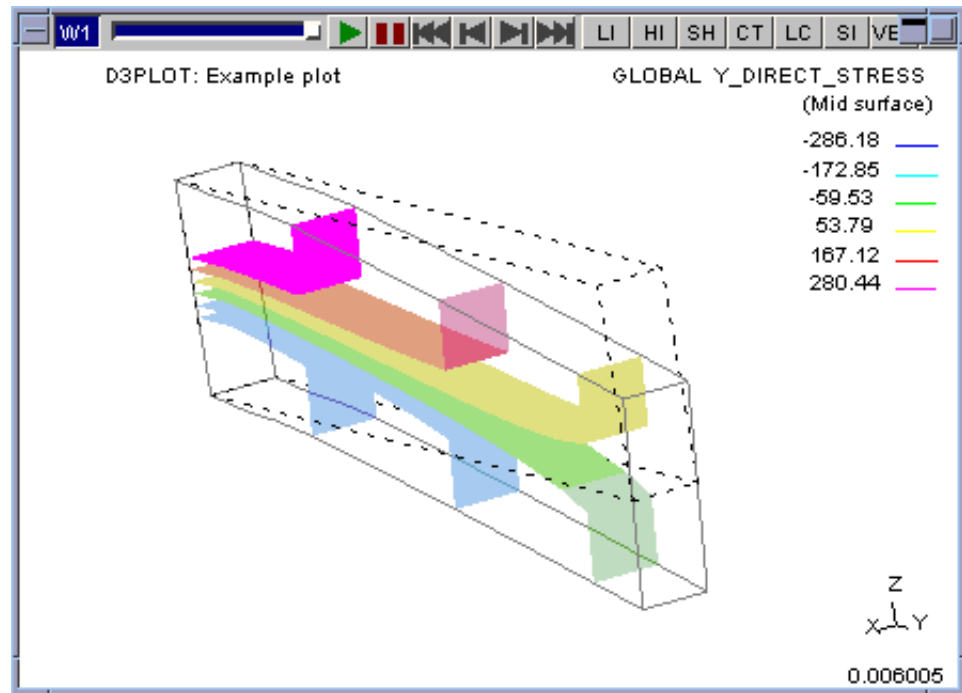 W1 LI HI SH CT LC SI VE
D3PLOT: Example plot
GLOBAL Y_DIRECT_STRESS
(Mid surface)
-286.18
-172.85
-59.53
53.79
167.12
280.44
Z
X Y
0.006005